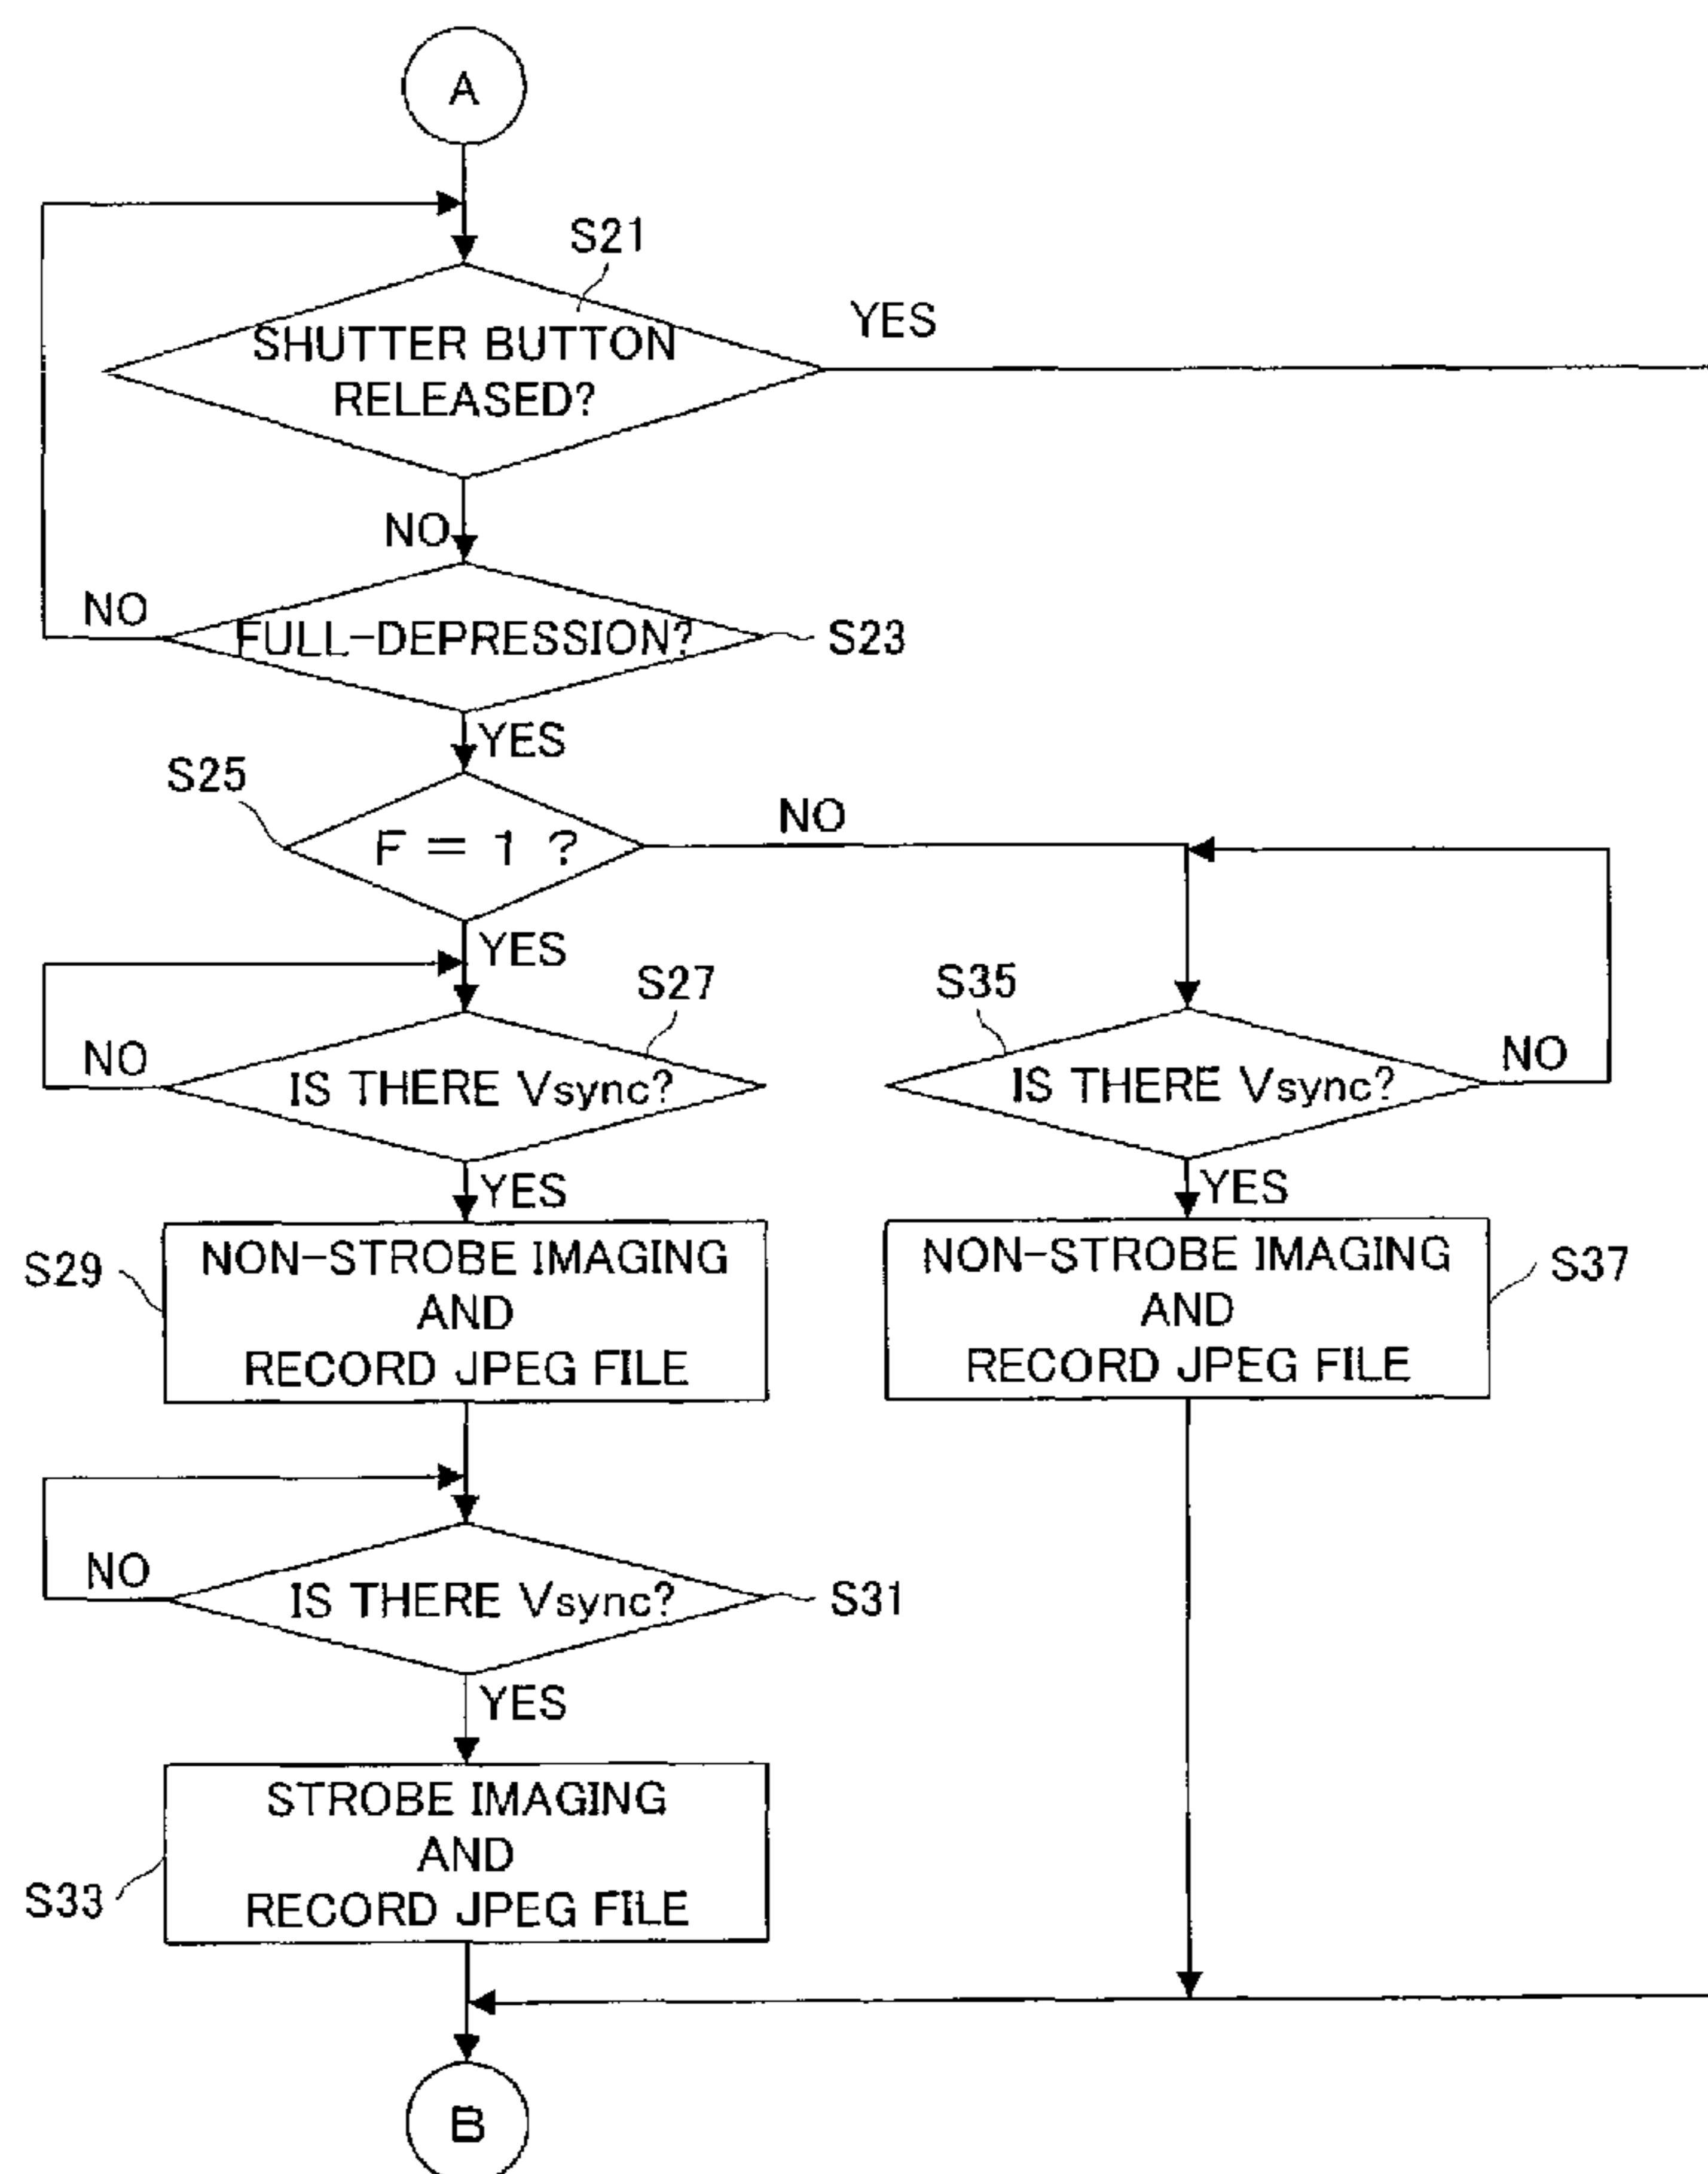 A
S21
YES
SHUTTER BUTTON
RELEASED?
NO
NO
FULL-DEPRESSION?
S23
YES
S25
F = 1 ?
NO
YES
S27
S35
NO
IS THERE Vsync?
IS THERE Vsync?
NO
YES
YES
S29
NON-STROBE IMAGING
AND
RECORD JPEG FILE
NON-STROBE IMAGING
AND
RECORD JPEG FILE
S37
NO
IS THERE Vsync?
S31
YES
STROBE IMAGING
AND
RECORD JPEG FILE
S33
B